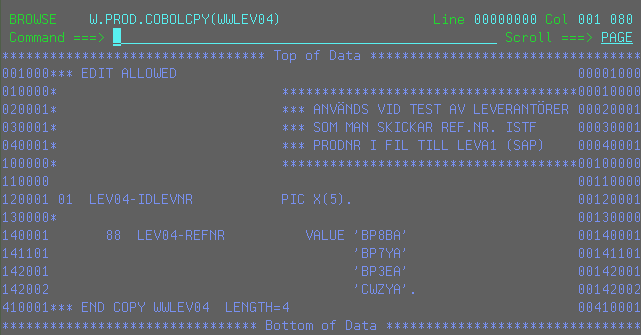 BROWSE    W.PROD.COBOLCPY(WWLEV04)                    Line 00000000 Col 001 080
Command ===>                                                  Scroll ===> PAGE
********************************* Top of Data **********************************
001000*** EDIT ALLOWED                                                    00001000
010000*                             **************************************00010000
020001*                             *** ANVÄNDS VID TEST AV LEVERANTÖRER  00020001
030001*                             *** SOM MAN SKICKAR REF.NR. ISTF      00030001
040001*                             *** PRODNR I FIL TILL LEVA1 (SAP)     00040001
100000*                             **************************************00100000
110000                                                                    00110000
120001 01  LEV04-IDLEVNR            PIC X(5).                             00120001
130000*                                                                   00130000
140001       88  LEV04-REFNR           VALUE 'BP8BA'                       00140001
141101                                       'BP7YA'                       00141101
142001                                       'BP3EA'                       00142001
142002                                       'CWZYA'.                      00142002
410001*** END COPY WWLEV04  LENGTH=4                                      00410001
******************************** Bottom of Data ********************************